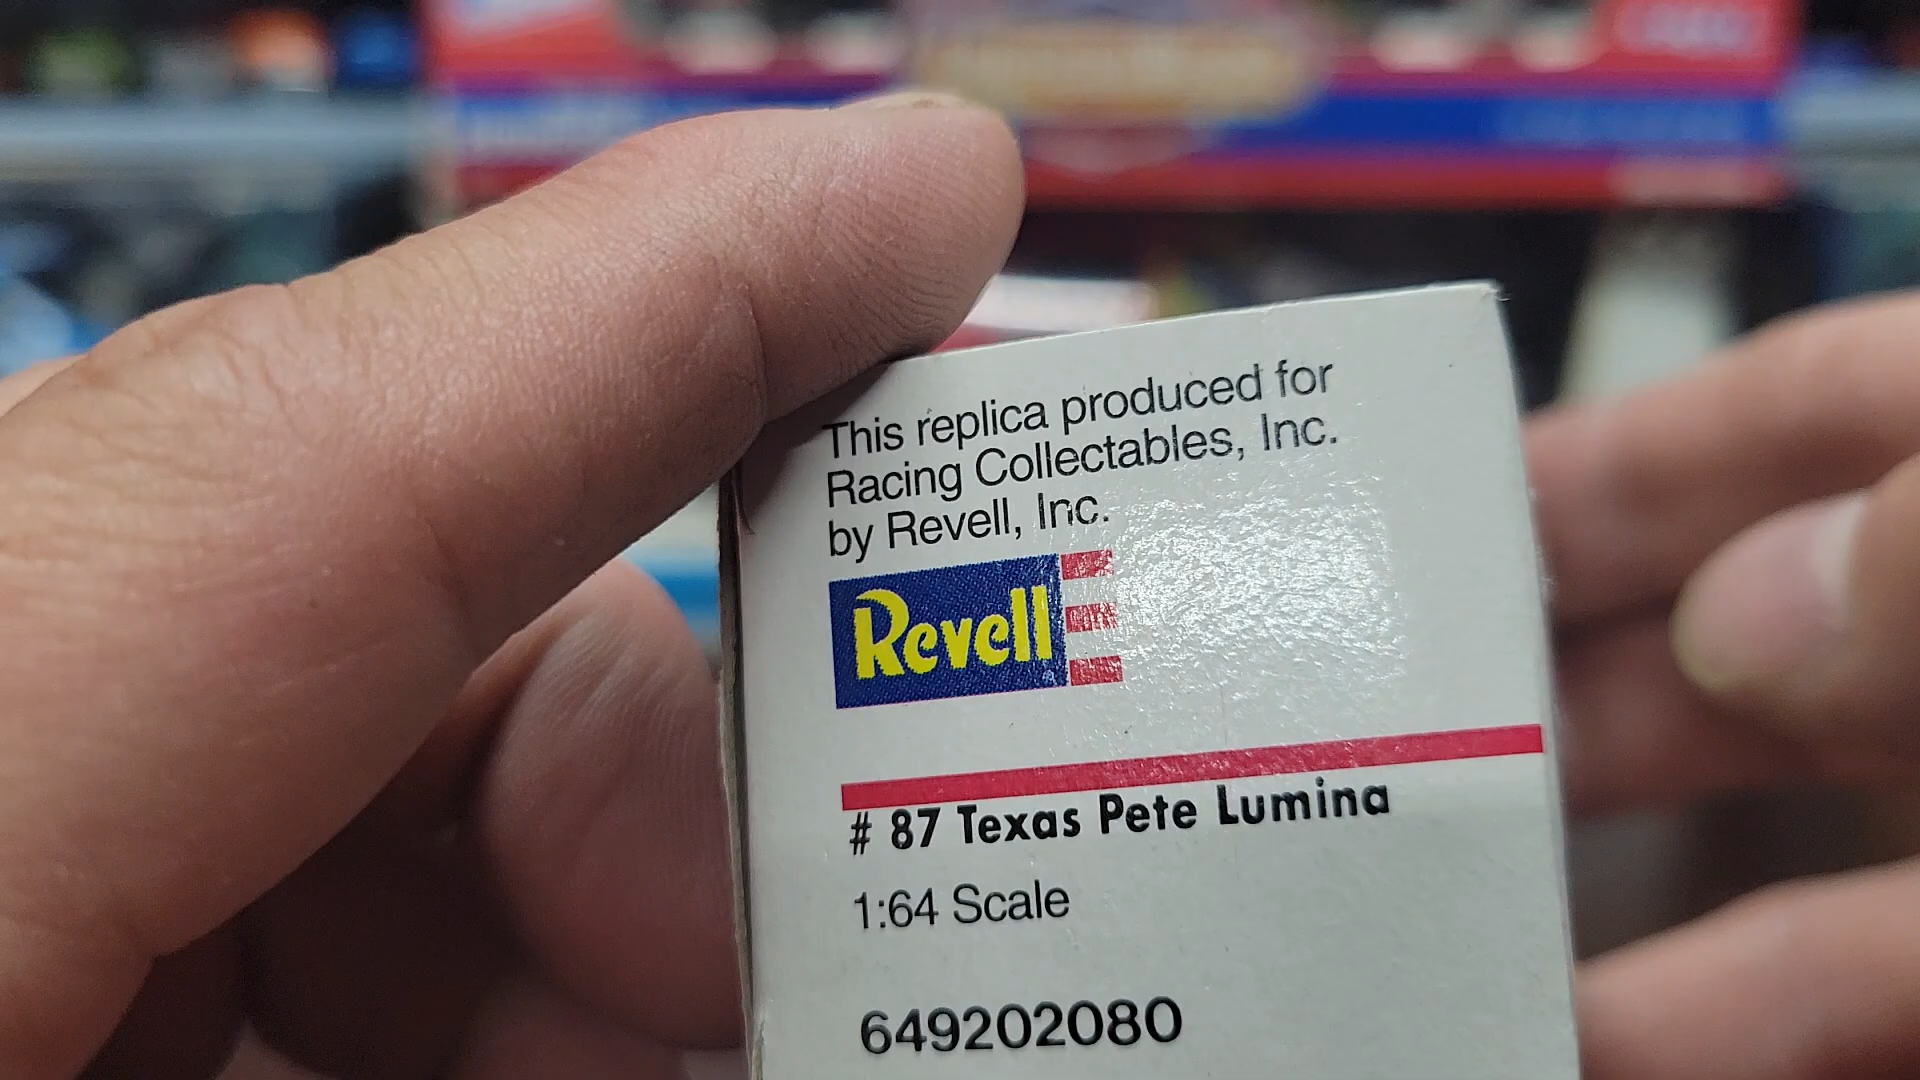 This replica produced for
Racing Collectables, Inc.
by Revell, Inc.
Revell
# 87 Texas Pete Lumina
1:64 Scale
649202080